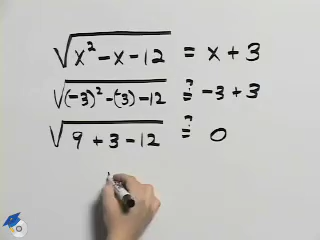 √(x² - x - 12) = x + 3
√((-3)² - (-3) - 12) ≟ -3 + 3
√(9 + 3 - 12) ≟ 0